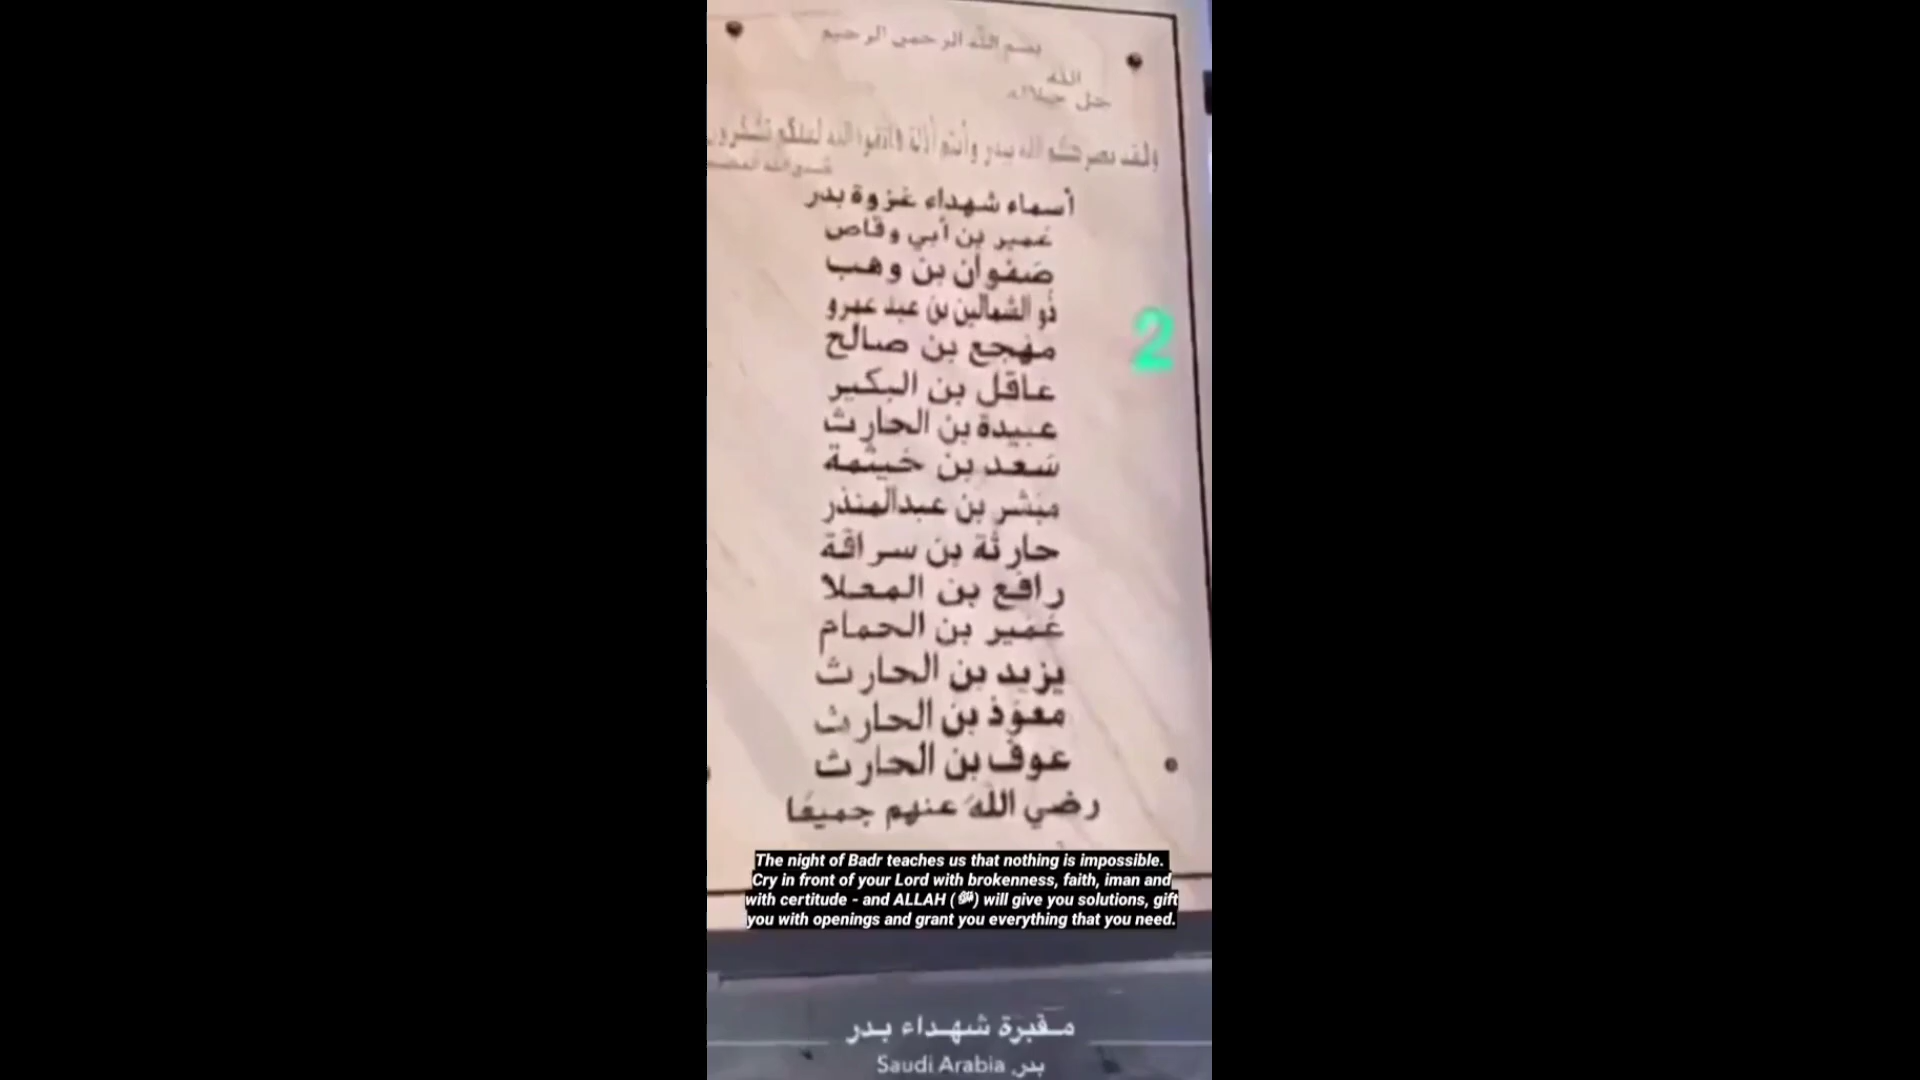 بسم الله الرحمن الرحيم
الله
جل جلاله
ولقد نصركم الله ببدر وأنتم أذلة فاتقوا الله لعلكم تشكرون
أسماء شهداء غزوة بدر
عمير بن أبي وقاص
صفوان بن وهب
ذو الشمالين بن عبد عمرو
2
مهجع بن صالح
عاقل بن البكير
عبيدة بن الحارث
سعد بن خيثمة
مبشر بن عبدالمنذر
حارثة بن سراقة
رافع بن المعلا
عمير بن الحمام
يزيد بن الحارث
معوذ بن الحارث
عوف بن الحارث
رضي الله عنهم جميعا
The night of Badr teaches us that nothing is impossible.
Cry in front of your Lord with brokenness, faith, iman and
with certitude - and ALLAH (ﷻ) will give you solutions, gift
you with openings and grant you everything that you need.
مقبرة شهداء بدر
بدر, Saudi Arabia